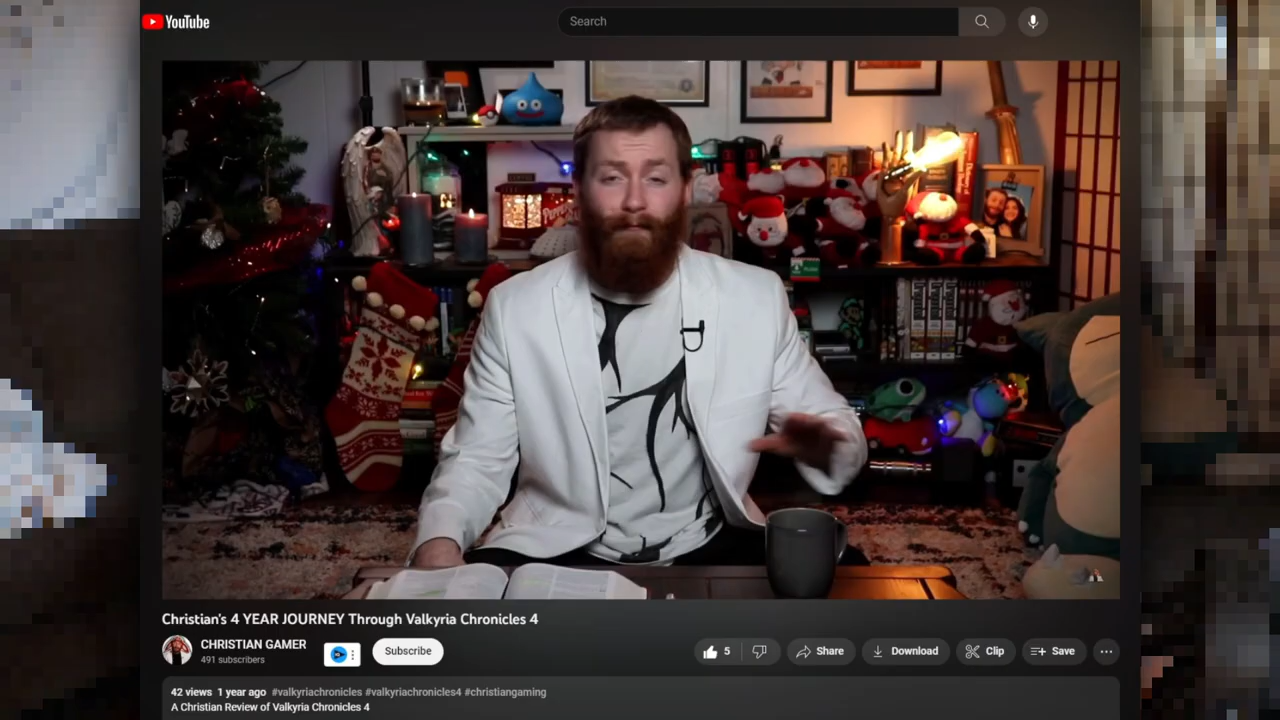 YouTube
Search
Christian's 4 YEAR JOURNEY Through Valkyria Chronicles 4
CHRISTIAN GAMER
491 subscribers
Subscribe
5
Share
Download
Clip
Save
42 views 1 year ago #valkyriachronicles #valkyriachronicles4 #christiangaming
A Christian Review of Valkyria Chronicles 4